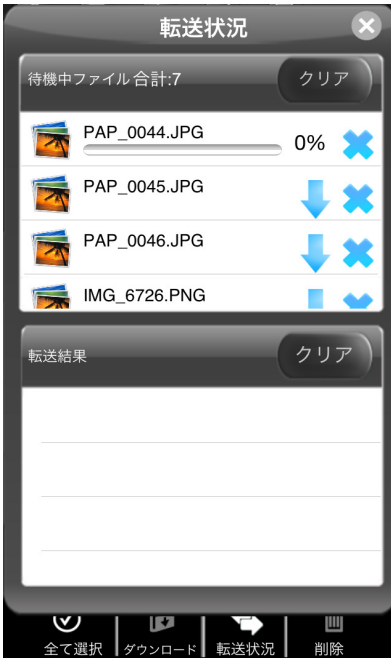 転送状況
待機中ファイル 合計:7
クリア
PAP_0044.JPG
0%
PAP_0045.JPG
PAP_0046.JPG
IMG_6726.PNG
転送結果
クリア
全て選択
ダウンロード
転送状況
削除